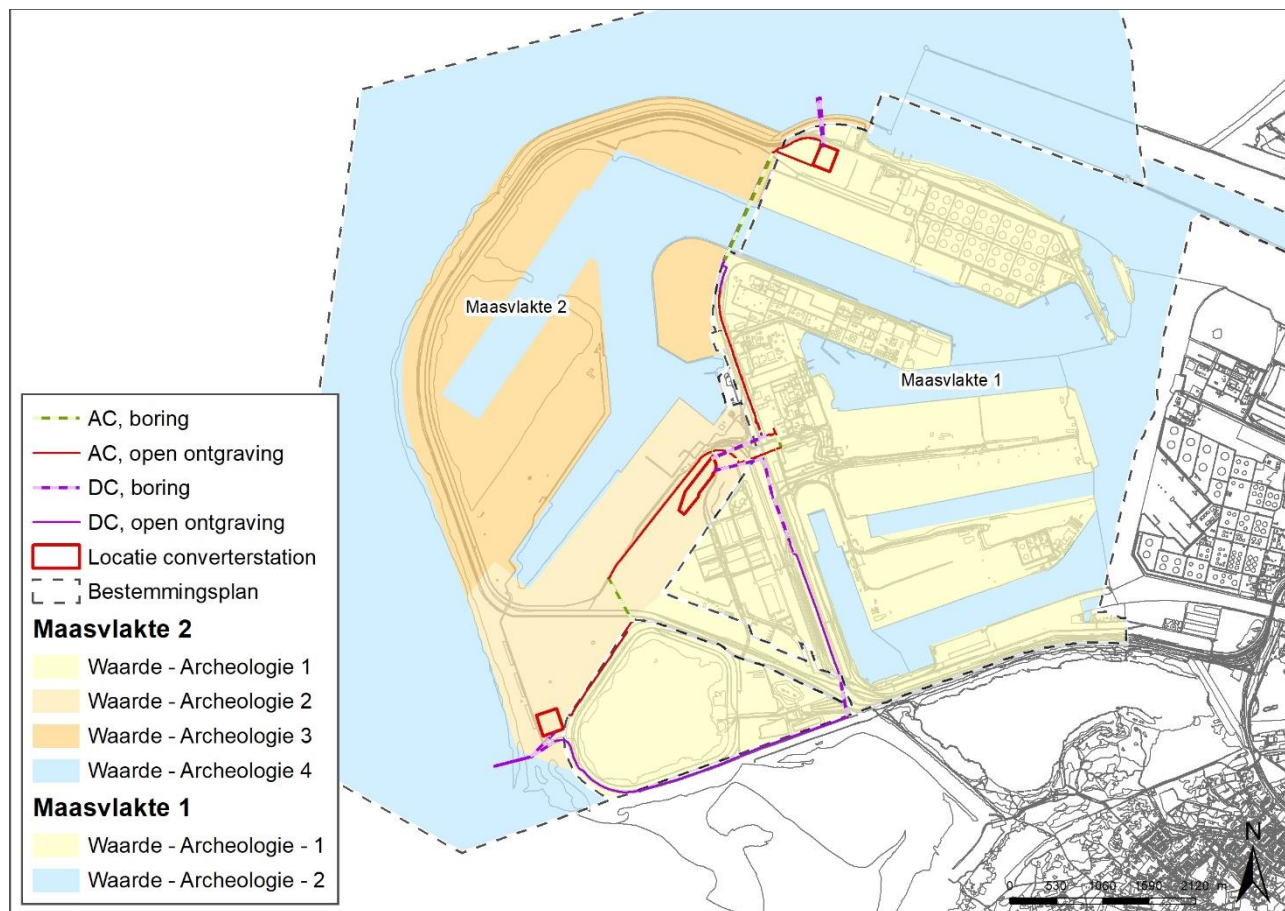 Maasvlakte 2
Maasvlakte 1
AC, boring
AC, open ontgraving
DC, boring
DC, open ontgraving
Locatie converterstation
Bestemmingsplan
Maasvlakte 2
Waarde - Archeologie 1
Waarde - Archeologie 2
Waarde - Archeologie 3
Waarde - Archeologie 4
Maasvlakte 1
Waarde - Archeologie - 1
Waarde - Archeologie - 2
N
0 530 1060 1590 2120 m